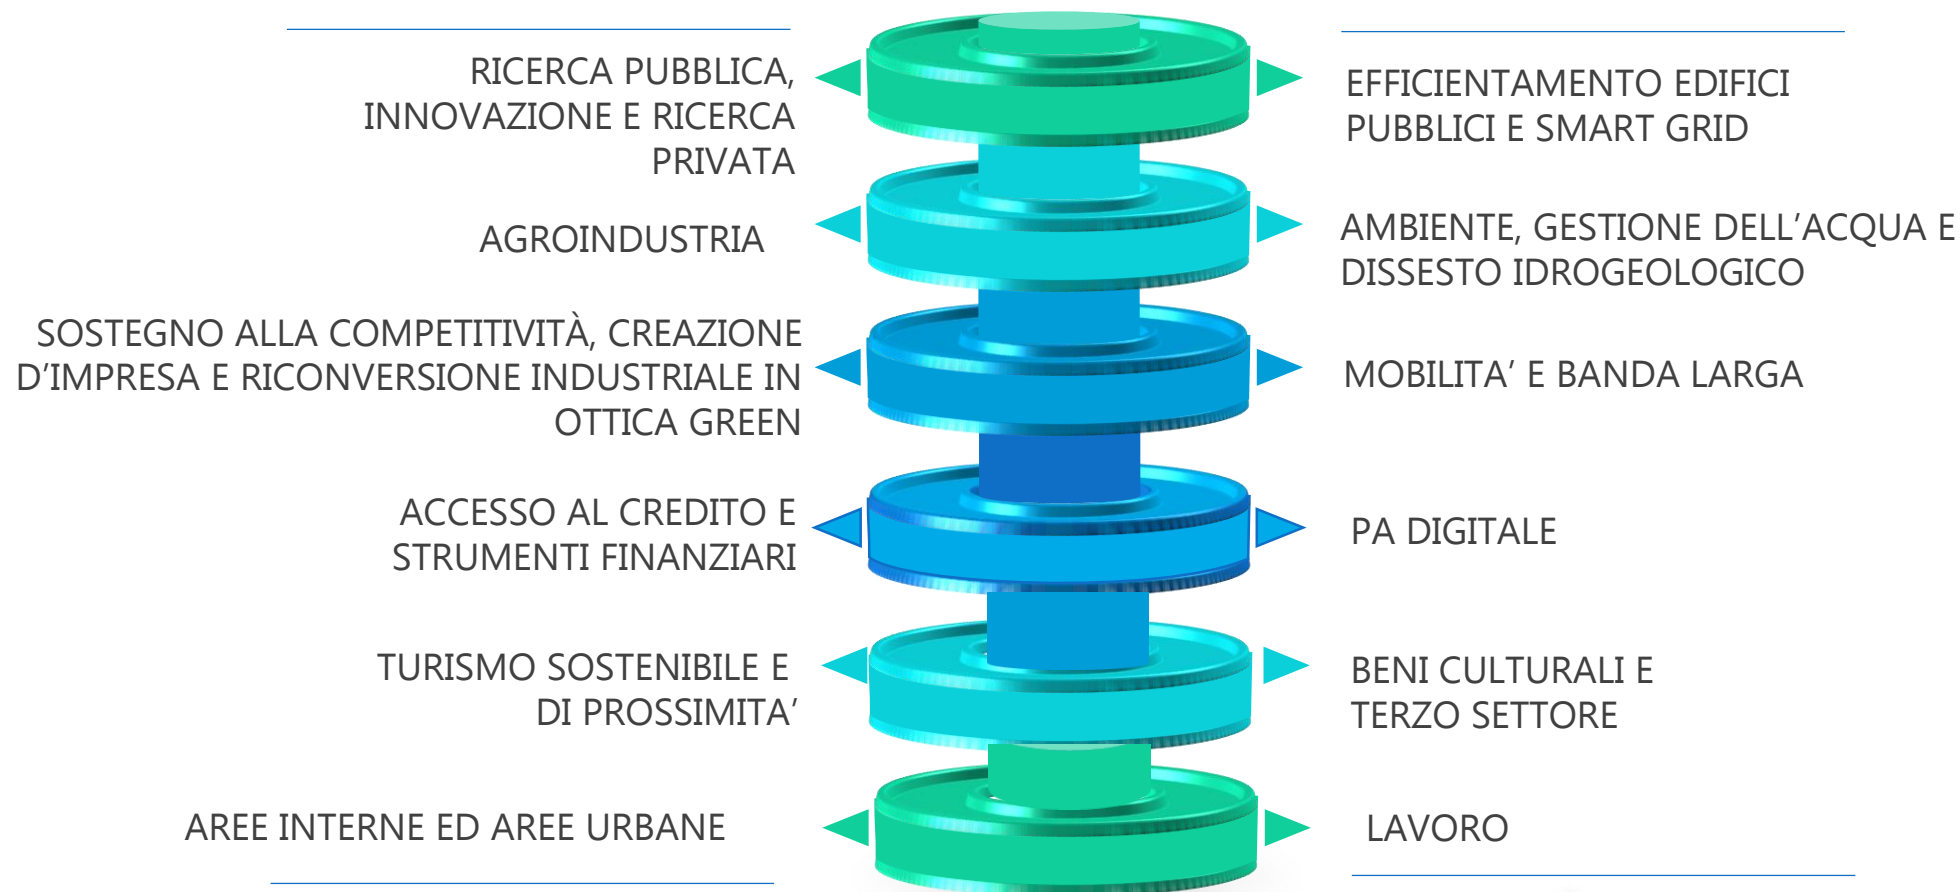 RICERCA PUBBLICA,
INNOVAZIONE E RICERCA
PRIVATA
EFFICIENTAMENTO EDIFICI
PUBBLICI E SMART GRID
AGROINDUSTRIA
AMBIENTE, GESTIONE DELL’ACQUA E
DISSESTO IDROGEOLOGICO
SOSTEGNO ALLA COMPETITIVITÀ, CREAZIONE
D’IMPRESA E RICONVERSIONE INDUSTRIALE IN
OTTICA GREEN
MOBILITA’ E BANDA LARGA
ACCESSO AL CREDITO E
STRUMENTI FINANZIARI
PA DIGITALE
TURISMO SOSTENIBILE E
DI PROSSIMITA’
BENI CULTURALI E
TERZO SETTORE
AREE INTERNE ED AREE URBANE
LAVORO